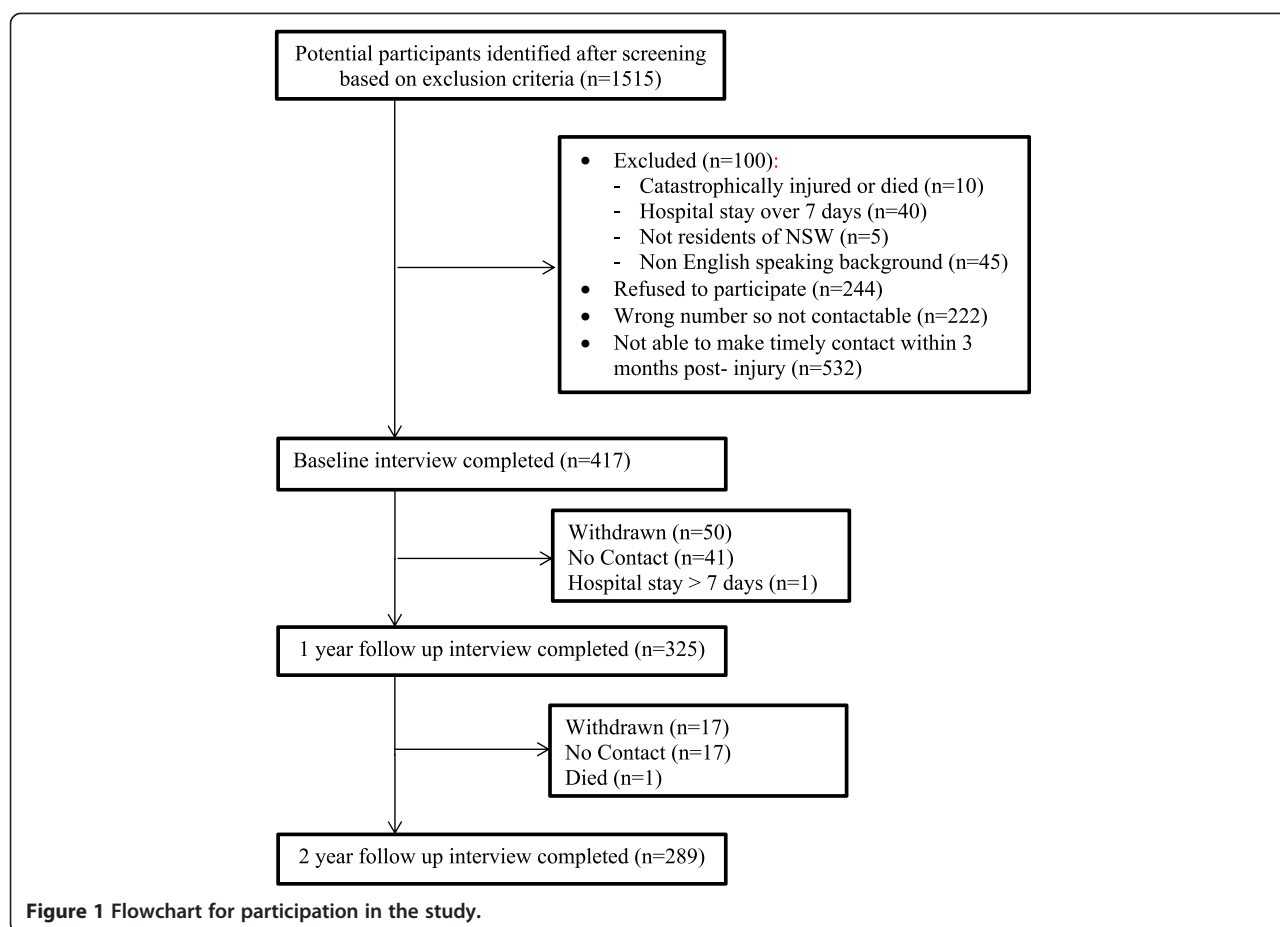 Potential participants identified after screening
based on exclusion criteria (n=1515)
• Excluded (n=100):
- Catastrophically injured or died (n=10)
- Hospital stay over 7 days (n=40)
- Not residents of NSW (n=5)
- Non English speaking background (n=45)
• Refused to participate (n=244)
• Wrong number so not contactable (n=222)
• Not able to make timely contact within 3
months post- injury (n=532)
Baseline interview completed (n=417)
Withdrawn (n=50)
No Contact (n=41)
Hospital stay > 7 days (n=1)
1 year follow up interview completed (n=325)
Withdrawn (n=17)
No Contact (n=17)
Died (n=1)
2 year follow up interview completed (n=289)
Figure 1 Flowchart for participation in the study.